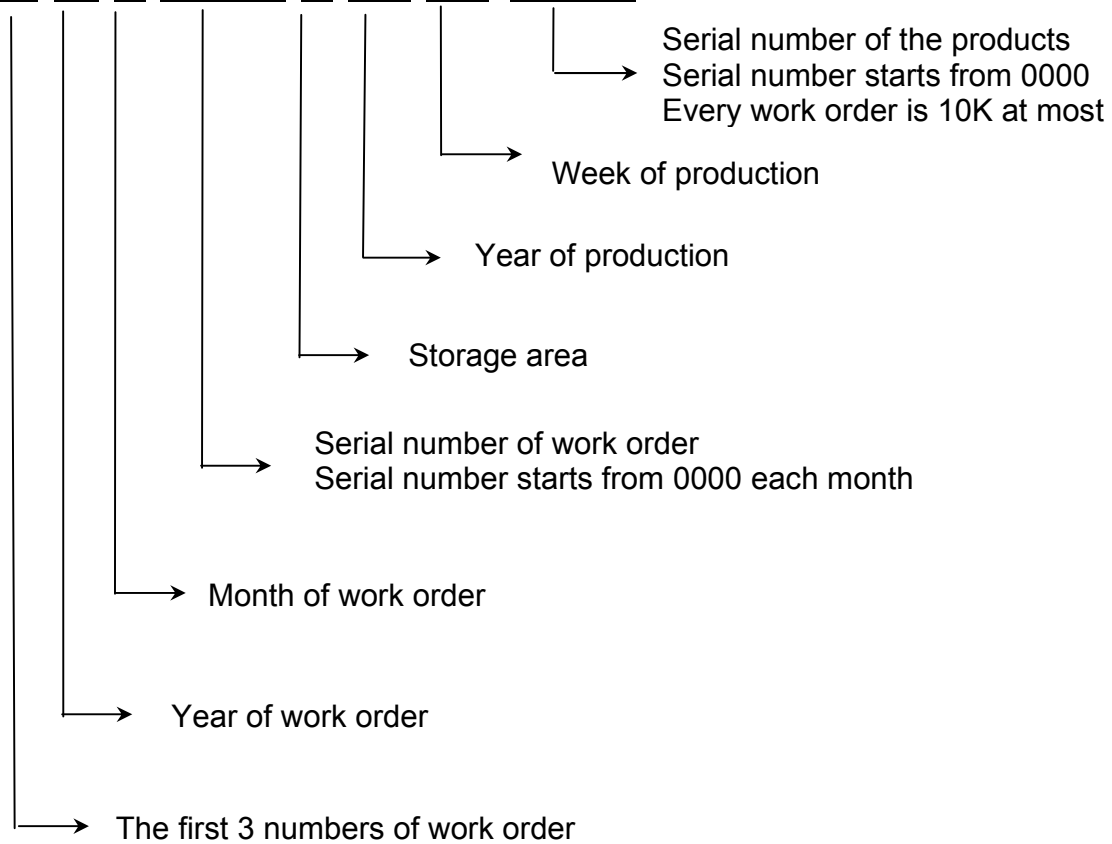 Serial number of the products
Serial number starts from 0000
Every work order is 10K at most
Week of production
Year of production
Storage area
Serial number of work order
Serial number starts from 0000 each month
Month of work order
Year of work order
The first 3 numbers of work order